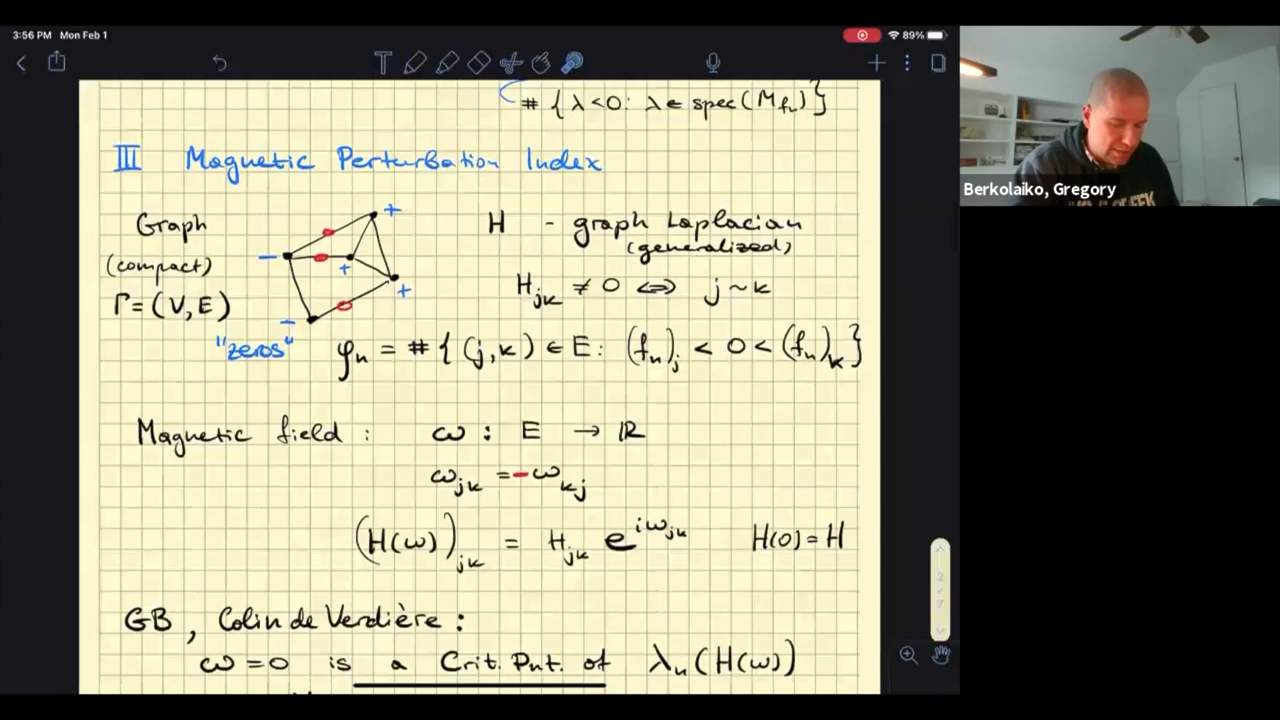 3:56 PM Mon Feb 1
89%
# { λ < 0 : λ ∈ spec(M_{f_n}) }
III Magnetic Perturbation Index
Graph
(compact)
Γ = (V, E)
+
−
+
+
−
"zeros"
H - graph Laplacian
(generalized)
H_{jk} ≠ 0 ⇔ j ~ k
φ_n = # { (j,k) ∈ E : (f_n)_j < 0 < (f_n)_k }
Magnetic field : ω : E → ℝ
ω_{jk} = -ω_{kj}
(H(ω))_{jk} = H_{jk} e^{iω_{jk}} H(0) = H
GB, Colin de Verdière :
ω = 0 is a Crit. Pnt. of λ_n(H(ω))
2/7
Berkolaiko, Gregory